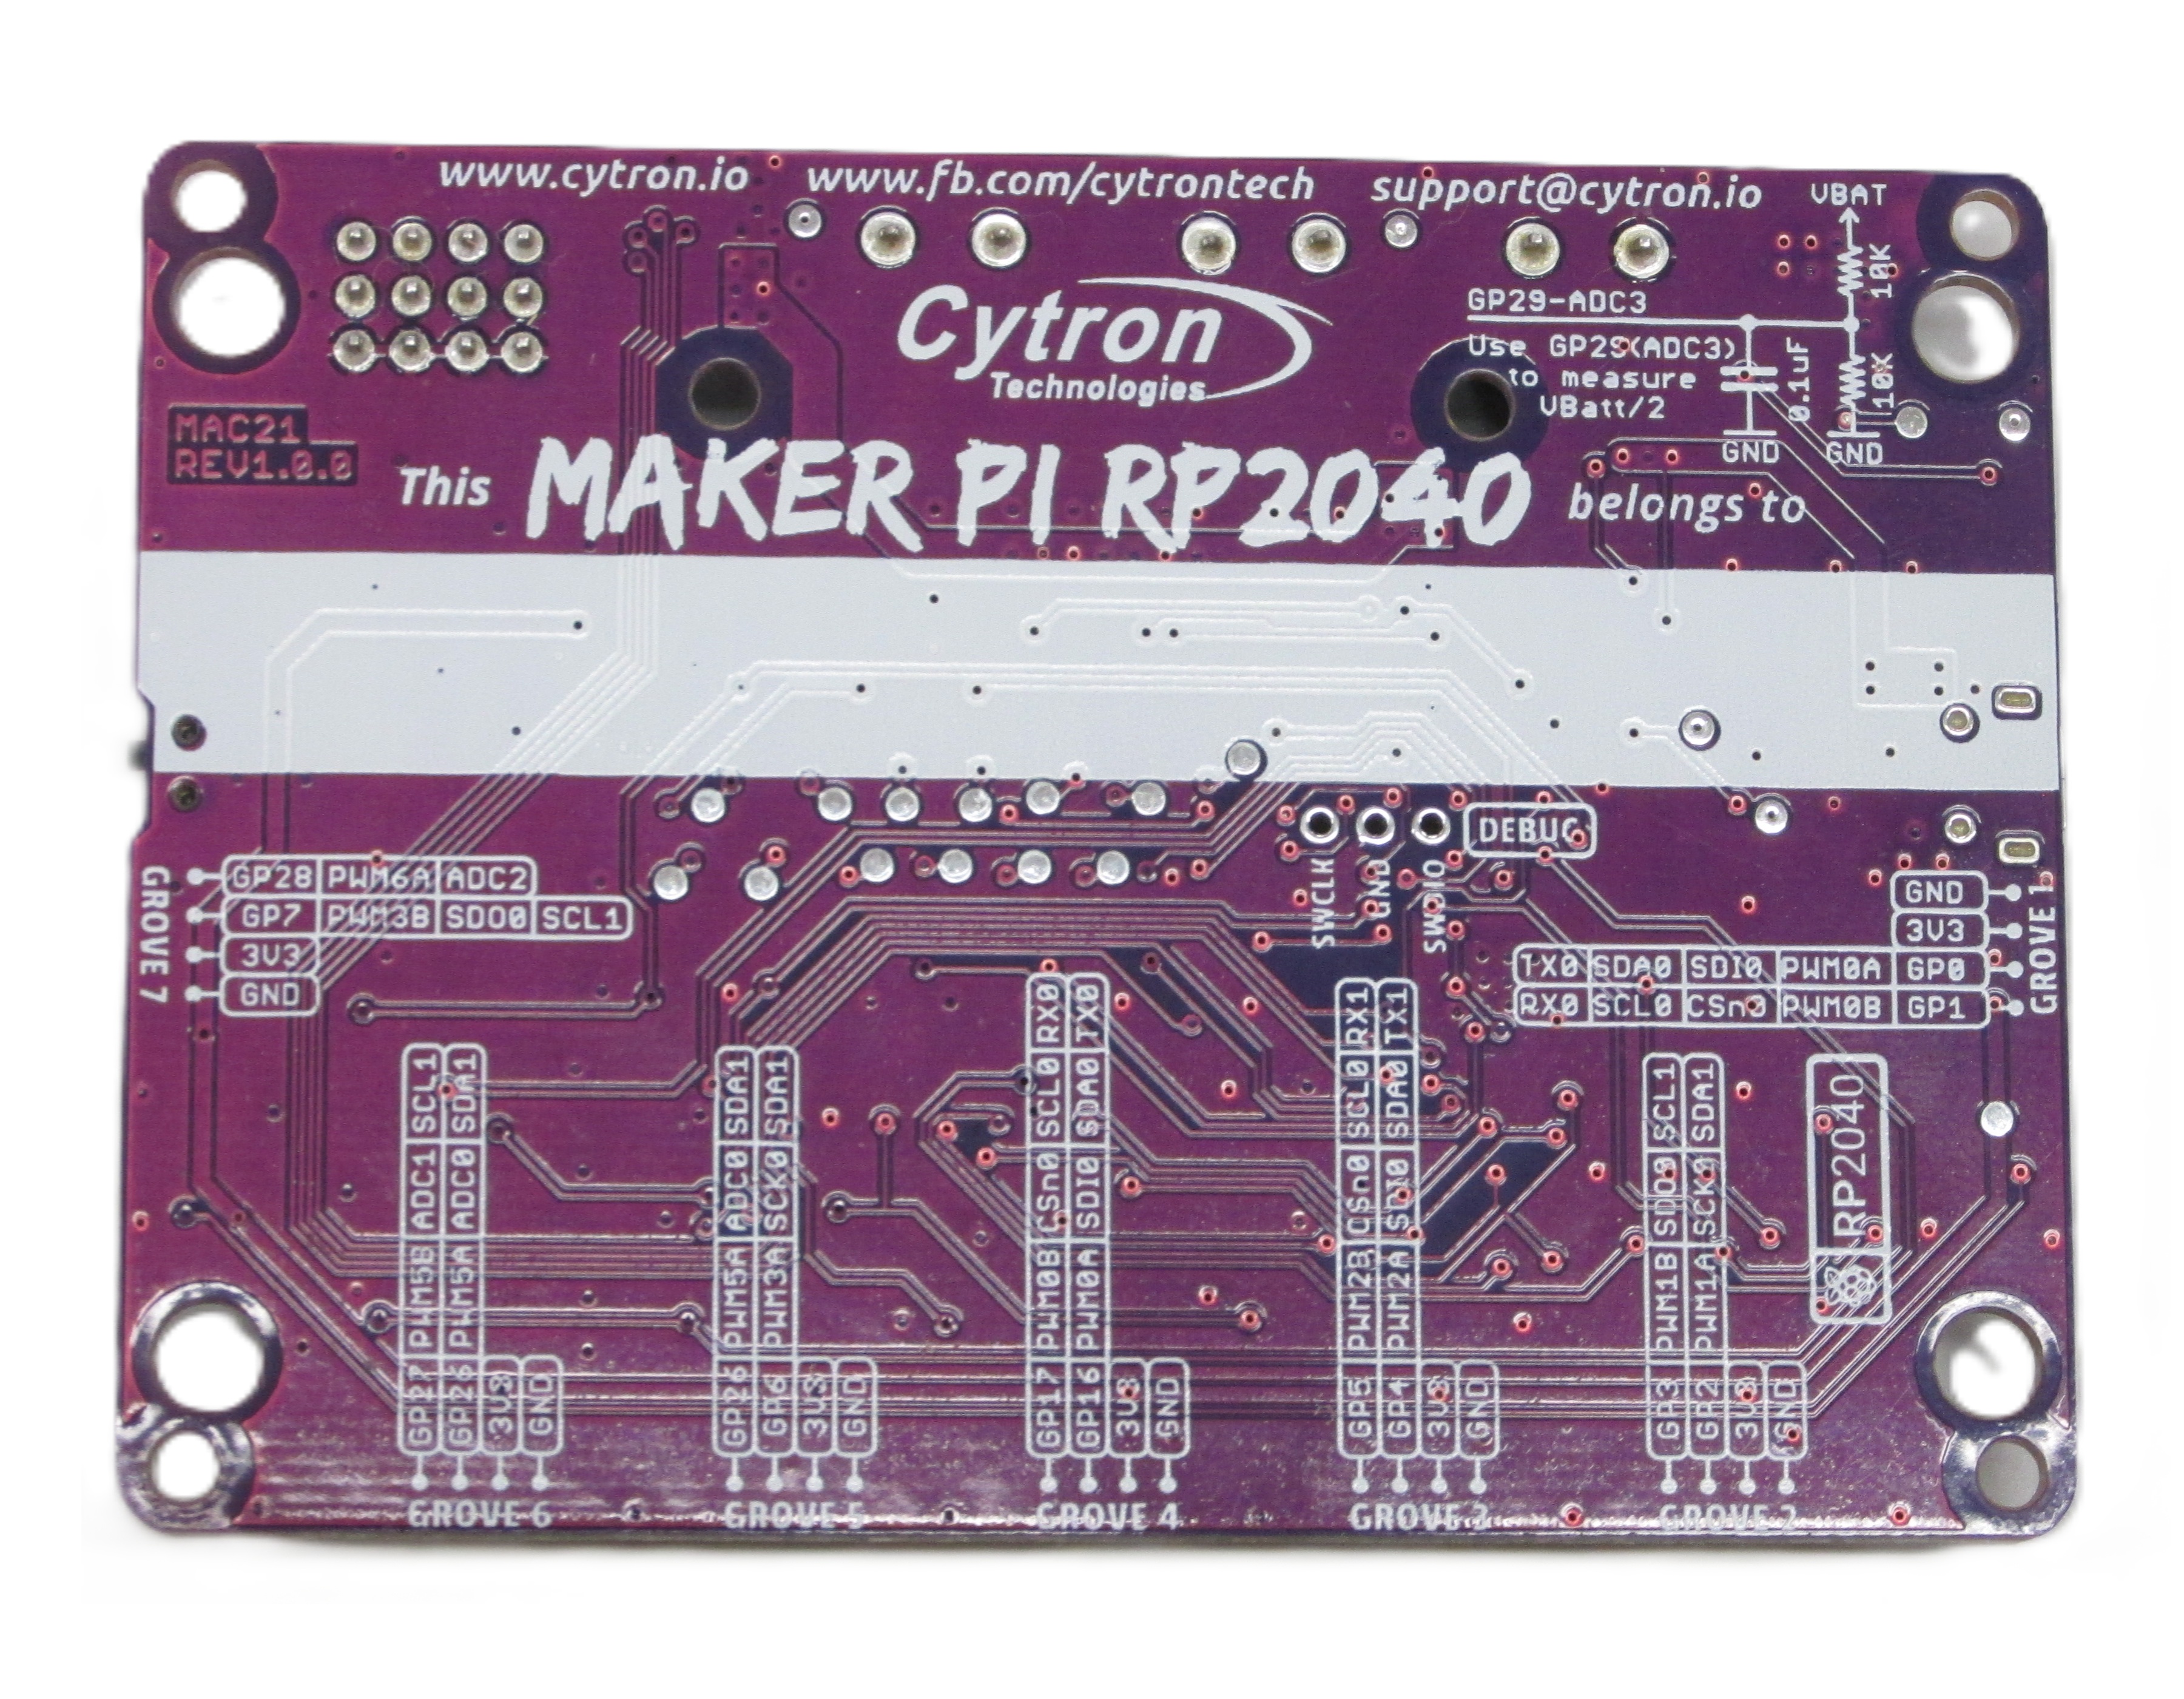 www.cytron.io
www.fb.com/cytrontech
support@cytron.io
VBAT
10K
GP29-ADC3
Use GP29(ADC3)
to measure
VBatt/2
0.1uF
10K
GND
GND
Cytron
Technologies
MAC21
REV1.0.0
This MAKER PI RP2040 belongs to
DEBUG
SWCLK
GND
SWDIO
GROVE 7
GP28 PWM6A ADC2
GP7 PWM3B SDO0 SCL1
3V3
GND
GROVE 1
GND
3V3
TX0 SDA0 SDI0 PWM0A GP0
RX0 SCL0 CSn0 PWM0B GP1
GP27 PWM5B ADC1 SCL1
GP26 PWM5A ADC0 SDA1
3V3
GND
GROVE 6
GP26 PWM5A ADC0 SDA1
GP6 PWM3A SCK0 SDA1
3V3
GND
GROVE 5
GP17 PWM0B CSn0 SCL0 RX0
GP16 PWM0A SDI0 SDA0 TX0
3V3
GND
GROVE 4
GP5 PWM2B CSn0 SCL0 RX1
GP4 PWM2A SDI0 SDA0 TX1
3V3
GND
GROVE 3
GP3 PWM1B SDO0 SCL1
GP2 PWM1A SCK0 SDA1
3V3
GND
GROVE 2
RP2040